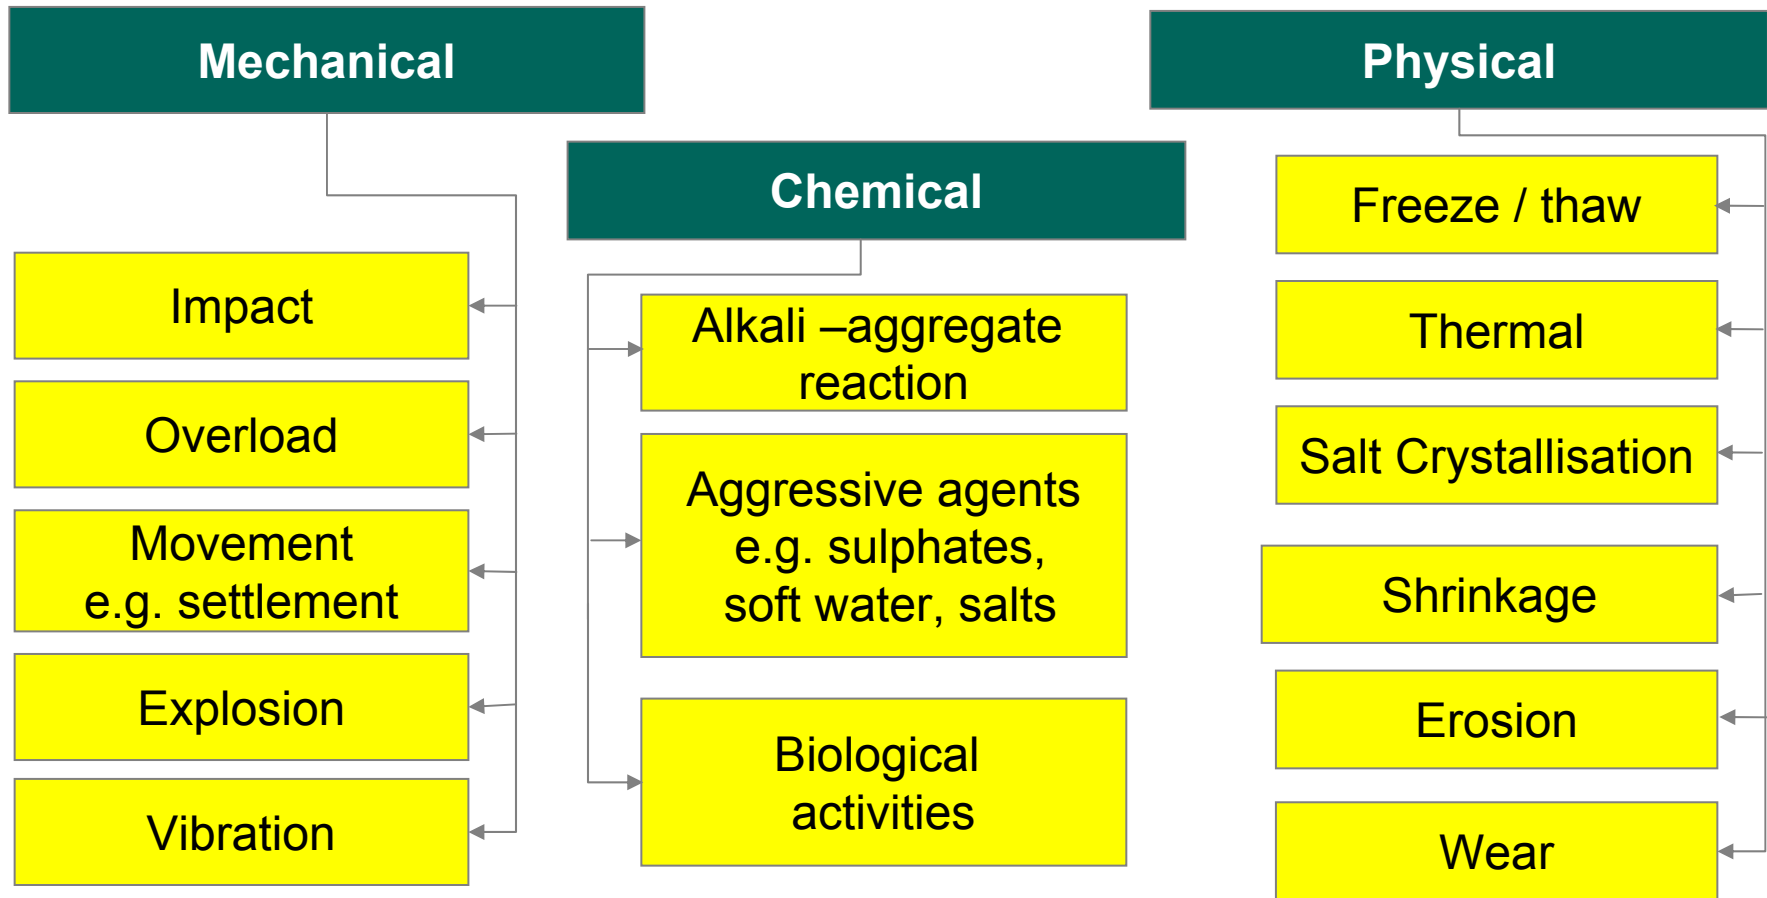 Mechanical
Impact
Overload
Movement
e.g. settlement
Explosion
Vibration
Chemical
Alkali –aggregate
reaction
Aggressive agents
e.g. sulphates,
soft water, salts
Biological
activities
Physical
Freeze / thaw
Thermal
Salt Crystallisation
Shrinkage
Erosion
Wear